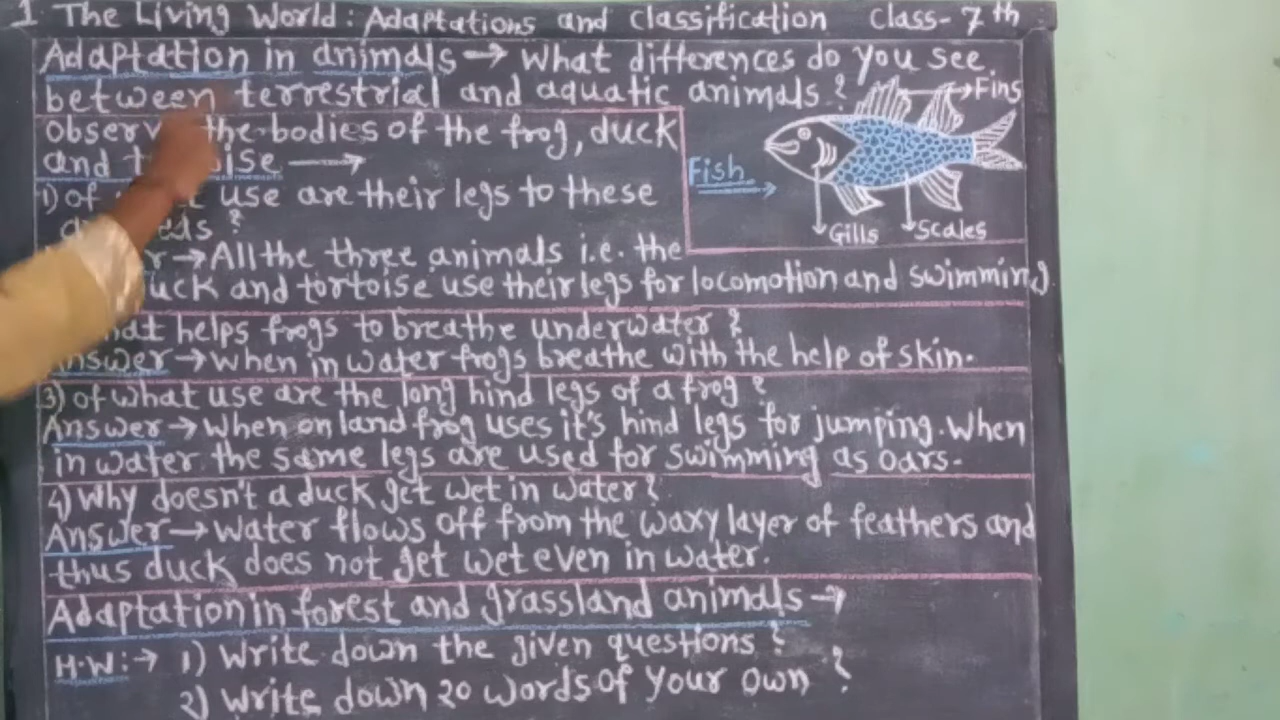 1. The Living World: Adaptations and classification Class-7th
Adaptation in animals → What differences do you see
between terrestrial and aquatic animals?
Fins
Fish
Gills
Scales
the bodies of the frog, duck
and
1) of use are their legs to these
?
→ All the three animals i.e. the
and tortoise use their legs for locomotion and swimming.
helps frogs to breathe underwater?
Answer → When in water frogs breathe with the help of skin.
3) of what use are the long hind legs of a frog?
Answer → When on land frog uses it's hind legs for jumping. When
in water the same legs are used for swimming as oars.
4) Why doesn't a duck get wet in water?
Answer → Water flows off from the waxy layer of feathers and
thus duck does not get wet even in water.
Adaptation in forest and grassland animals →
H.W:→ 1) Write down the given questions?
2) Write down 20 words of your own ?